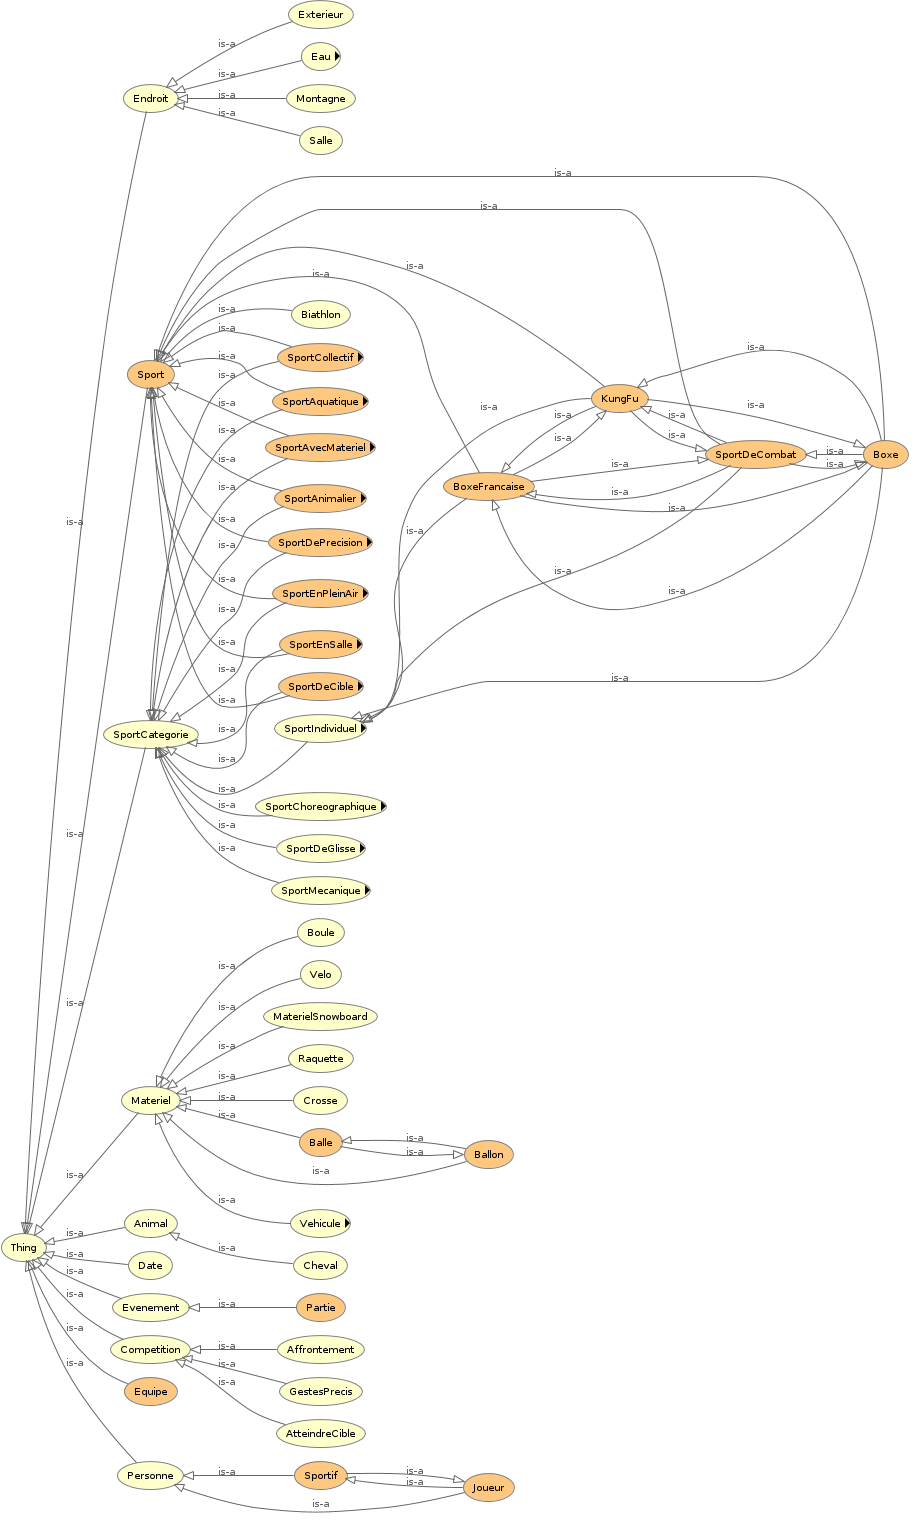 Exterieur
is-a
Eau
is-a
Endroit
is-a
Montagne
is-a
Salle
is-a
is-a
is-a
is-a
is-a
is-a
Biathlon
is-a
is-a
SportCollectif
is-a
Sport
is-a
SportAquatique
is-a
KungFu
is-a
is-a
is-a
is-a
is-a
is-a
SportAvecMateriel
is-a
is-a
SportDeCombat
is-a
is-a
Boxe
is-a
BoxeFrancaise
is-a
is-a
is-a
SportAnimalier
is-a
is-a
is-a
is-a
SportDePrecision
is-a
is-a
is-a
SportEnPleinAir
is-a
is-a
SportEnSalle
is-a
is-a
is-a
SportDeCible
is-a
SportIndividuel
is-a
SportCategorie
is-a
is-a
SportChoreographique
is-a
is-a
SportDeGlisse
is-a
is-a
SportMecanique
Boule
is-a
Velo
is-a
is-a
MaterielSnowboard
is-a
Raquette
is-a
Materiel
is-a
Crosse
is-a
Balle
is-a
is-a
Ballon
is-a
is-a
is-a
Animal
Vehicule
is-a
Thing
is-a
is-a
Date
Cheval
is-a
is-a
Evenement
is-a
Partie
is-a
Competition
is-a
Affrontement
is-a
is-a
Equipe
is-a
GestesPrecis
AtteindreCible
Personne
is-a
Sportif
is-a
is-a
Joueur
is-a